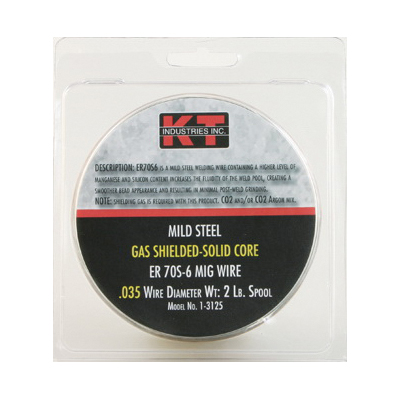 KT
INDUSTRIES INC.
DESCRIPTION: ER70S6 IS A MILD STEEL WELDING WIRE CONTAINING A HIGHER LEVEL OF
MANGANESE AND SILICON CONTENT INCREASES THE FLUIDITY OF THE WELD POOL, CREATING A
SMOOTHER BEAD APPEARANCE AND RESULTING IN MINIMAL POST-WELD GRINDING.
NOTE: SHIELDING GAS IS REQUIRED WITH THIS PRODUCT. CO2 AND/OR CO2 ARGON MIX.
MILD STEEL
GAS SHIELDED-SOLID CORE
ER 70S-6 MIG WIRE
.035 WIRE DIAMETER WT: 2 LB. SPOOL
MODEL NO. 1-3125